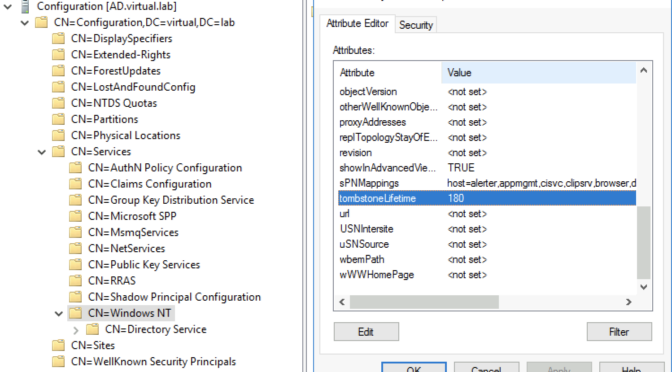 Configuration [AD.virtual.lab]
CN=Configuration,DC=virtual,DC=lab
CN=DisplaySpecifiers
CN=Extended-Rights
CN=ForestUpdates
CN=LostAndFoundConfig
CN=NTDS Quotas
CN=Partitions
CN=Physical Locations
CN=Services
CN=AuthN Policy Configuration
CN=Claims Configuration
CN=Group Key Distribution Service
CN=Microsoft SPP
CN=MsmqServices
CN=NetServices
CN=Public Key Services
CN=RRAS
CN=Shadow Principal Configuration
CN=Windows NT
CN=Directory Service
CN=Sites
CN=WellKnown Security Principals
Attribute Editor Security
Attributes:
Attribute Value
objectVersion <not set>
otherWellKnownObje... <not set>
proxyAddresses <not set>
replTopologyStayOfE... <not set>
revision <not set>
showInAdvancedVie... TRUE
sPNMappings host=alerter,appmgmt,cisvc,clipsrv,browser,d
tombstoneLifetime 180
url <not set>
USNIntersite <not set>
uSNSource <not set>
wbemPath <not set>
wWWHomePage <not set>
Edit Filter
OK Cancel Apply Help